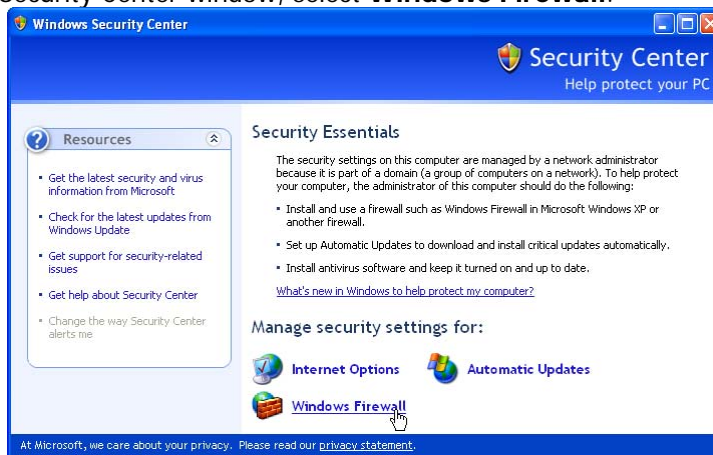 Security Center window, select Windows Firewall.
Windows Security Center
Security Center
Help protect your PC
Resources
Get the latest security and virus
information from Microsoft
Check for the latest updates from
Windows Update
Get support for security-related
issues
Get help about Security Center
Change the way Security Center
alerts me
Security Essentials
The security settings on this computer are managed by a network administrator
because it is part of a domain (a group of computers on a network). To help protect
your computer, the administrator of this computer should do the following:
Install and use a firewall such as Windows Firewall in Microsoft Windows XP or
another firewall.
Set up Automatic Updates to download and install critical updates automatically.
Install antivirus software and keep it turned on and up to date.
What's new in Windows to help protect my computer?
Manage security settings for:
Internet Options
Automatic Updates
Windows Firewall
At Microsoft, we care about your privacy. Please read our privacy statement.